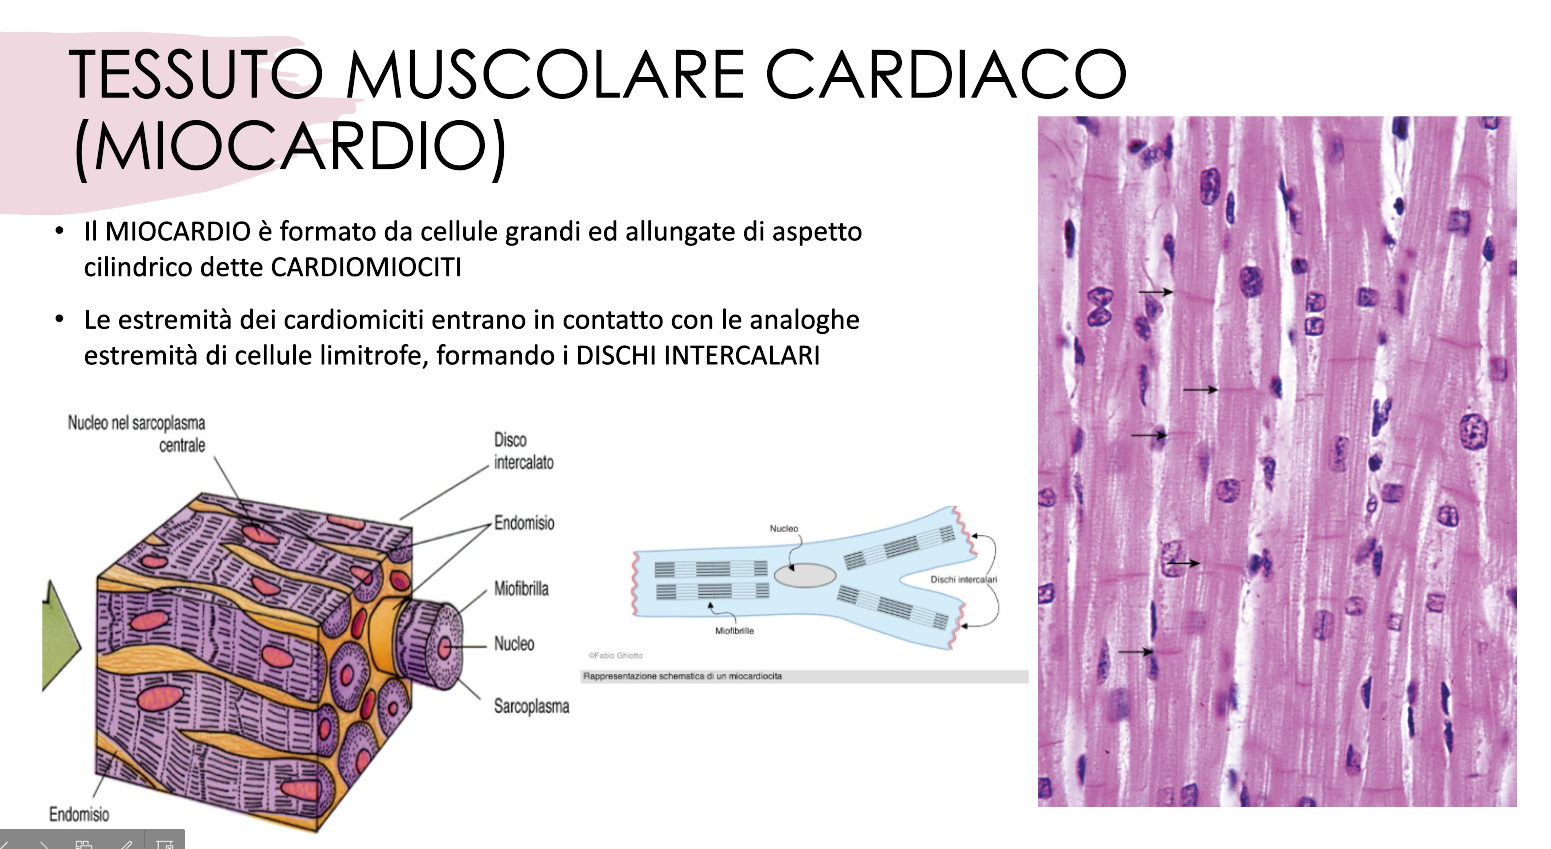 TESSUTO MUSCOLARE CARDIACO
(MIOCARDIO)
• Il MIOCARDIO è formato da cellule grandi ed allungate di aspetto
cilindrico dette CARDIOMIOCITI
• Le estremità dei cardiomiciti entrano in contatto con le analoghe
estremità di cellule limitrofe, formando i DISCHI INTERCALARI
Nucleo nel sarcoplasma
centrale
Disco
intercalato
Endomisio
Miofibrilla
Nucleo
Sarcoplasma
Endomisio
Nucleo
Dischi intercalari
Miofibrille
©Fabio Ghiotto
Rappresentazione schematica di un miocardiocita